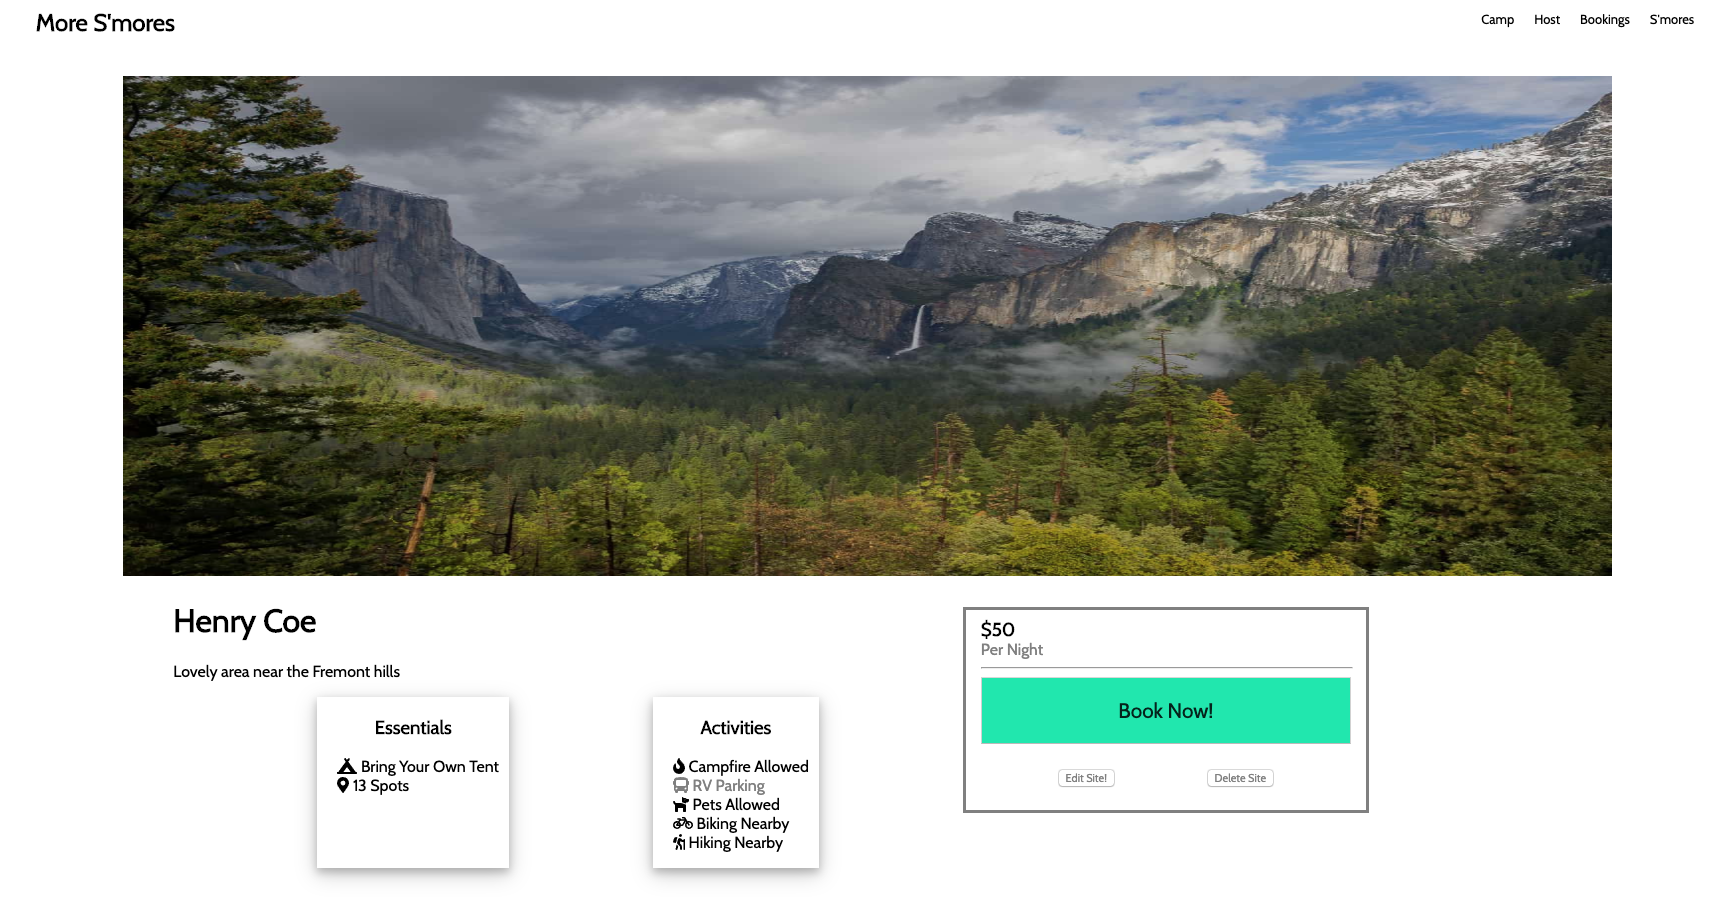 More S'mores
Camp Host Bookings S'mores
Henry Coe
Lovely area near the Fremont hills
Essentials
Bring Your Own Tent
13 Spots
Activities
Campfire Allowed
RV Parking
Pets Allowed
Biking Nearby
Hiking Nearby
$50
Per Night
Book Now!
Edit Site!
Delete Site